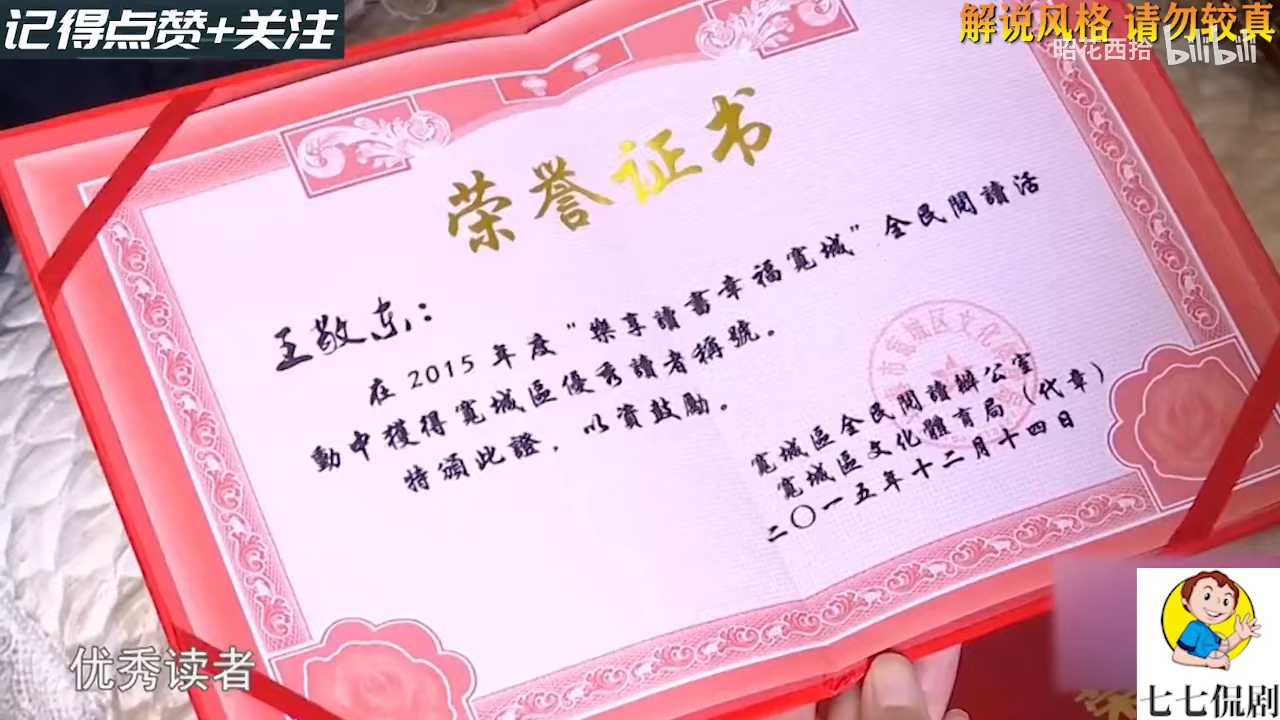 记得点赞+关注
解说风格 请勿较真
昭花西拾 bilibili
荣誉证书
王敬东:
在2015年度“樂享讀書幸福寬城”全民閱讀活
動中獲得寬城區優秀讀者稱號。
特頒此證，以資鼓勵。
寬城區全民閱讀辦公室
寬城區文化體育局（代章）
二〇一五年十二月十四日
优秀读者
七七侃剧